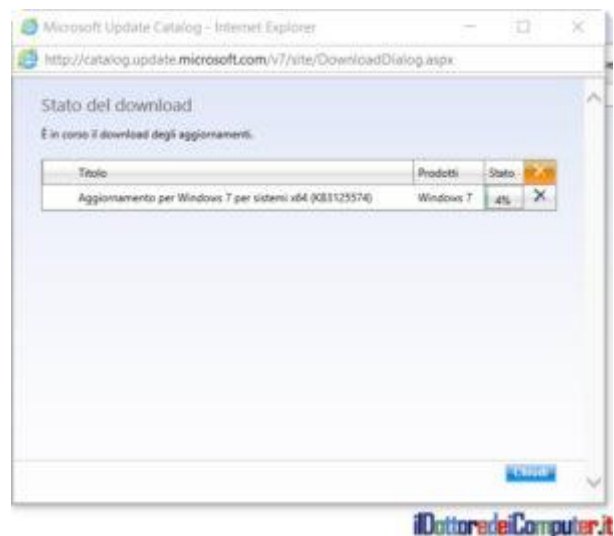 Microsoft Update Catalog - Internet Explorer
http://catalog.update.microsoft.com/v7/site/DownloadDialog.aspx
Stato del download
È in corso il download degli aggiornamenti.
Titolo Prodotti Stato
Aggiornamento per Windows 7 per sistemi x64 (KB3125574) Windows 7 4%
Chiudi
ilDottoredeiComputer.it